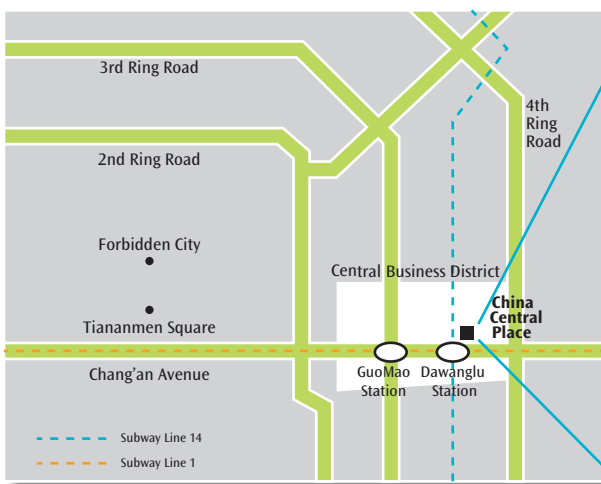 3rd Ring Road
4th
Ring
Road
2nd Ring Road
Forbidden City
Central Business District
China
Central
Place
Tiananmen Square
Chang'an Avenue
GuoMao
Station
Dawanglu
Station
Subway Line 14
Subway Line 1